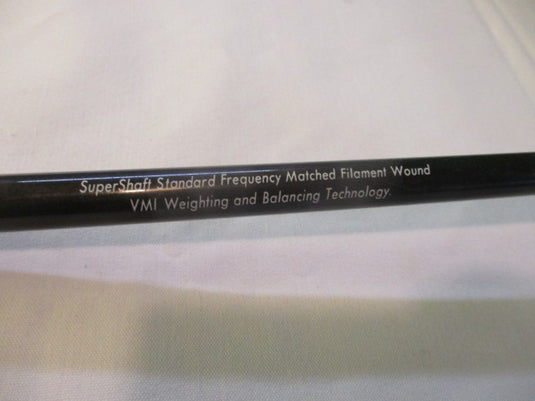 SuperShaft Standard Frequency Matched Filament Wound
VMI Weighting and Balancing Technology.